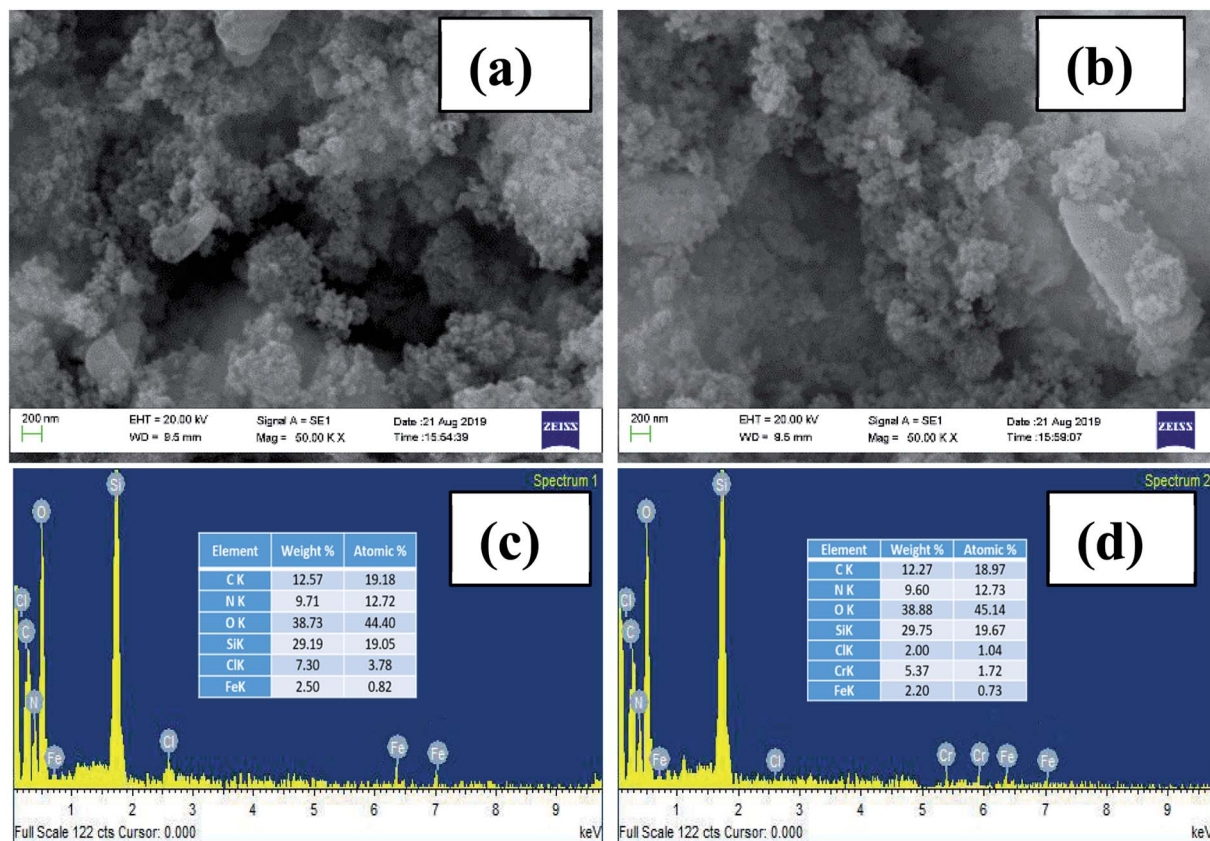 (a)
200 nm
EHT = 20.00 kV
Signal A = SE1
Date :21 Aug 2019
WD = 9.5 mm
Mag = 50.00 K X
Time :15:54:39
ZEISS
(b)
200 nm
EHT = 20.00 kV
Signal A = SE1
Date :21 Aug 2019
WD = 9.5 mm
Mag = 50.00 K X
Time :15:59:07
ZEISS
Spectrum 1
(c)
Si
O
Cl
C
N
Fe
Cl
Fe
Fe
Element Weight % Atomic %
C K 12.57 19.18
N K 9.71 12.72
O K 38.73 44.40
SiK 29.19 19.05
ClK 7.30 3.78
FeK 2.50 0.82
1 2 3 4 5 6 7 8 9
Full Scale 122 cts Cursor: 0.000 keV
Spectrum 2
(d)
Si
O
Cl
C
N
Fe
Cl
Cr
Cr
Fe
Fe
Element Weight % Atomic %
C K 12.27 18.97
N K 9.60 12.73
O K 38.88 45.14
SiK 29.75 19.67
ClK 2.00 1.04
CrK 5.37 1.72
FeK 2.20 0.73
1 2 3 4 5 6 7 8 9
Full Scale 122 cts Cursor: 0.000 keV